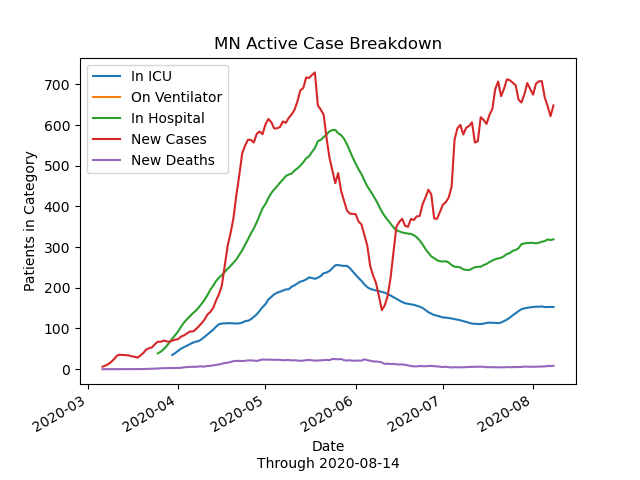 MN Active Case Breakdown
In ICU
On Ventilator
In Hospital
New Cases
New Deaths
Patients in Category
700
600
500
400
300
200
100
0
2020-03
2020-04
2020-05
2020-06
2020-07
2020-08
Date
Through 2020-08-14